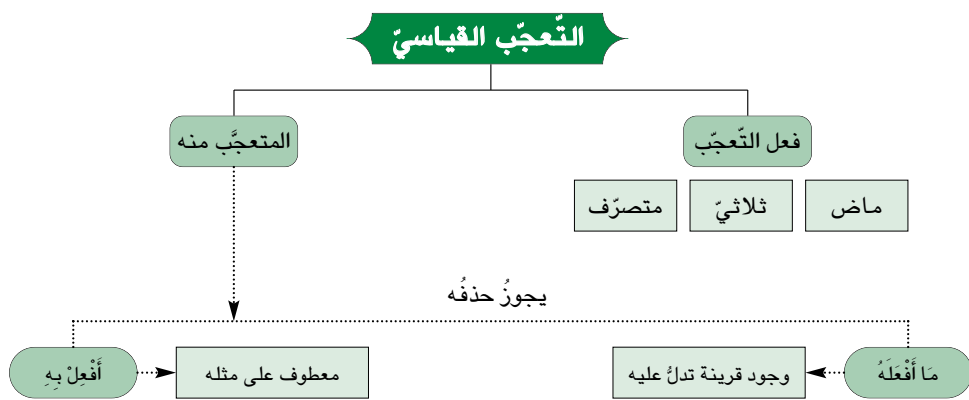 التّعجّب القياسيّ
فعل التّعجّب
المتعجَّب منه
ماض
ثلاثيّ
متصرّف
يجوزُ حذفُه
مَا أَفْعَلَهُ
وجود قرينة تدلُّ عليه
معطوف على مثله
أَفْعِلْ بِهِ